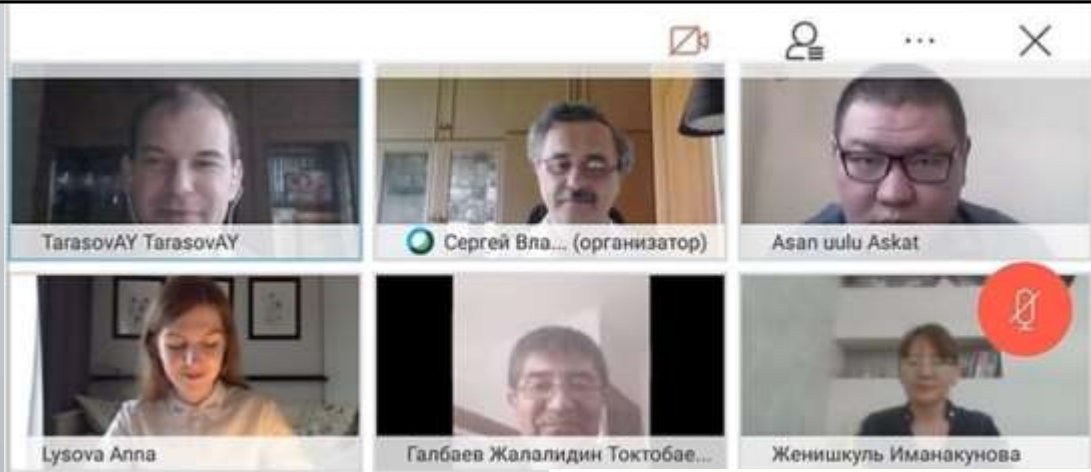 TarasovAY TarasovAY
Сергей Вла... (организатор)
Asan uulu Askat
Lysova Anna
Галбаев Жалалидин Токтобае...
Женишкуль Иманакунова